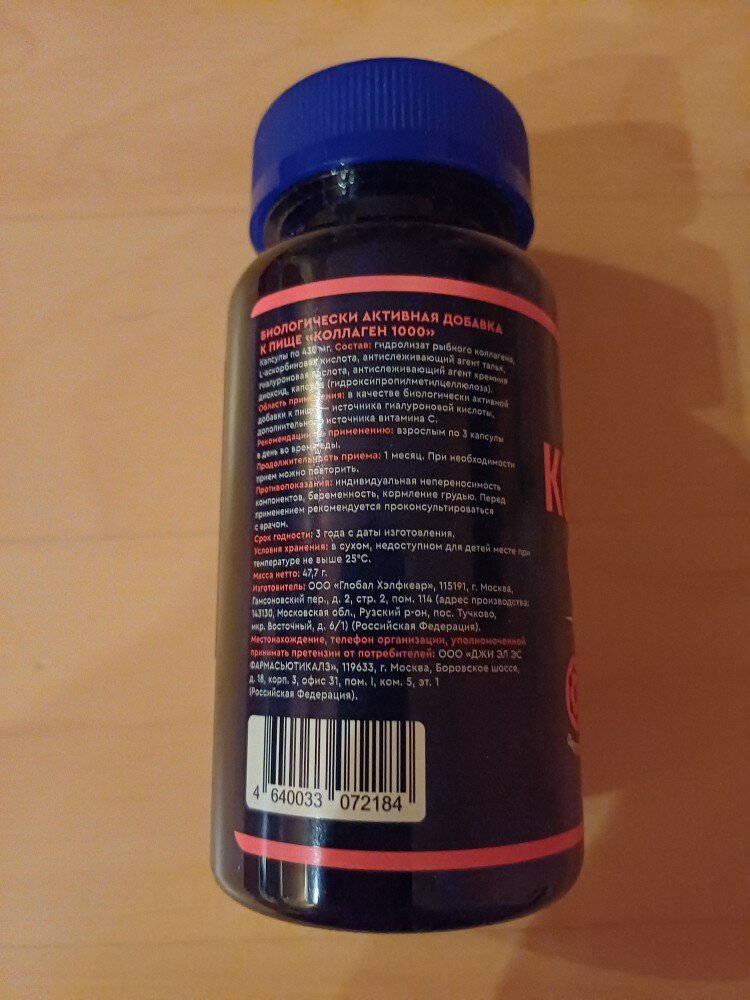 БИОЛОГИЧЕСКИ АКТИВНАЯ ДОБАВКА
К ПИЩЕ «КОЛЛАГЕН 1000»
Капсулы по 430 мг. Состав: гидролизат рыбного коллагена,
L-аскорбиновая кислота, антислеживающий агент тальк,
гиалуроновая кислота, антислеживающий агент кремния
диоксид, капсула (гидроксипропилметилцеллюлоза).
Область применения: в качестве биологически активной
добавки к пище — источника гиалуроновой кислоты,
дополнительного источника витамина С.
Рекомендации по применению: взрослым по 3 капсулы
в день во время еды.
Продолжительность приема: 1 месяц. При необходимости
прием можно повторить.
Противопоказания: индивидуальная непереносимость
компонентов, беременность, кормление грудью. Перед
применением рекомендуется проконсультироваться
с врачом.
Срок годности: 3 года с даты изготовления.
Условия хранения: в сухом, недоступном для детей месте при
температуре не выше 25°С.
Масса нетто: 47,7 г.
Изготовитель: ООО «Глобал Хэлфкеар», 115191, г. Москва,
Гамсоновский пер., д. 2, стр. 2, пом. 114 (адрес производства:
143130, Московская обл., Рузский р-он, пос. Тучково,
мкр. Восточный, д. 6/1) (Российская Федерация).
Местонахождение, телефон организации, уполномоченной
принимать претензии от потребителей: ООО «ДЖИ ЭЛ ЭС
ФАРМАСЬЮТИКАЛЗ», 119633, г. Москва, Боровское шоссе,
д. 18, корп. 3, офис 31, пом. I, ком. 5, эт. 1
(Российская Федерация).
4 640033 072184